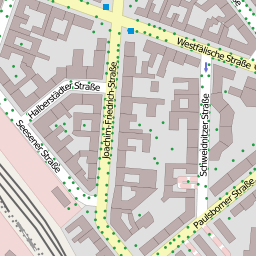 Westfälische Straße
Halberstädter Straße
Joachim-Friedrich-Straße
Seesener Straße
Schweidnitzer Straße
Paulsborner Straße